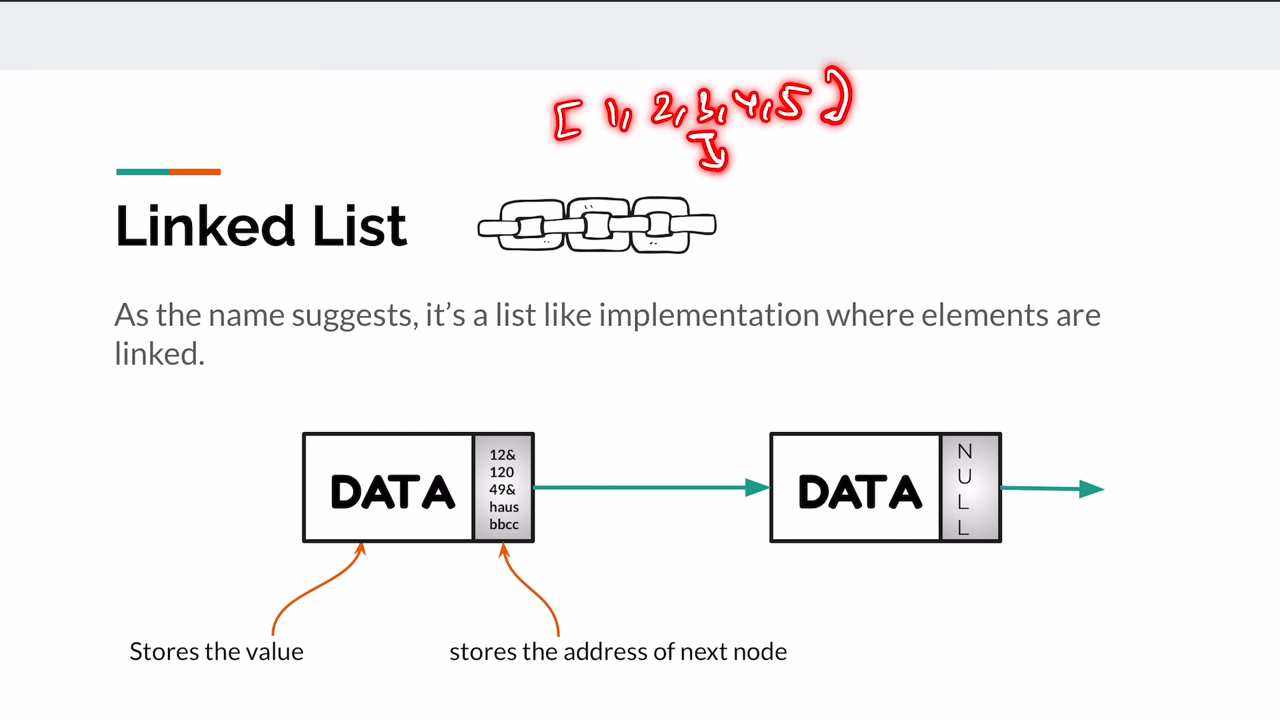 [ 1, 2, 3, 4, 5 ]
Linked List
As the name suggests, it's a list like implementation where elements are
linked.
DATA
12&
120
49&
haus
bbcc
DATA
N
U
L
L
Stores the value
stores the address of next node